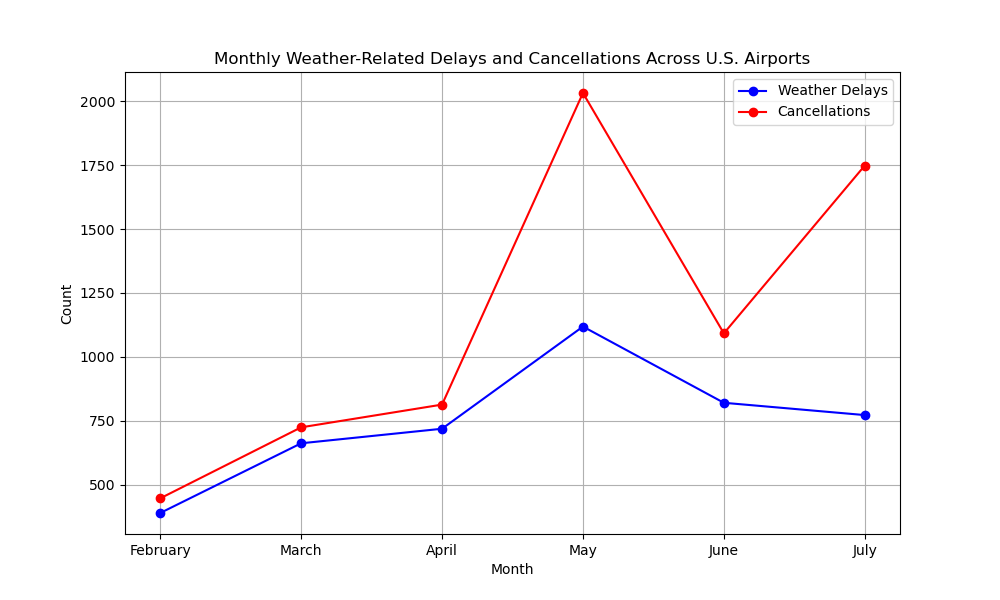 Monthly Weather-Related Delays and Cancellations Across U.S. Airports
Weather Delays
Cancellations
2000
1750
1500
1250
1000
750
500
Count
February March April May June July
Month